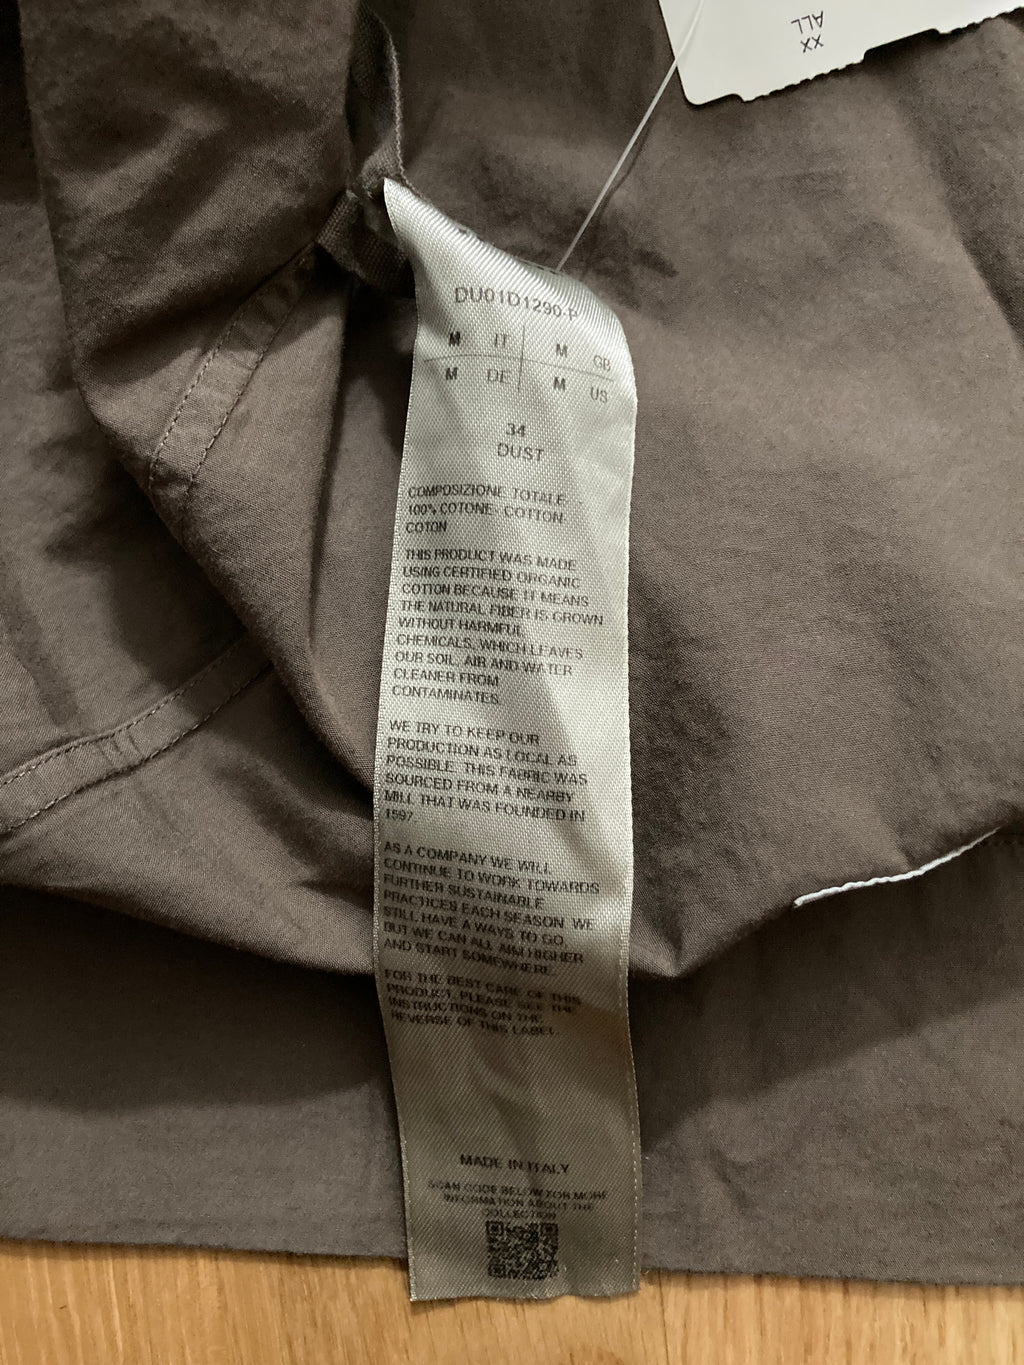 XX
ALL
DU01D1290-P
M IT M GB
M DE M US
34
DUST
COMPOSIZIONE TOTALE
100% COTONE COTTON
COTON
THIS PRODUCT WAS MADE
USING CERTIFIED ORGANIC
COTTON BECAUSE IT MEANS
THE NATURAL FIBER IS GROWN
WITHOUT HARMFUL
CHEMICALS, WHICH LEAVES
OUR SOIL, AIR AND WATER
CLEANER FROM
CONTAMINATES.
WE TRY TO KEEP OUR
PRODUCTION AS LOCAL AS
POSSIBLE. THIS FABRIC WAS
SOURCED FROM A NEARBY
MILL THAT WAS FOUNDED IN
1597
AS A COMPANY WE WILL
CONTINUE TO WORK TOWARDS
FURTHER SUSTAINABLE
PRACTICES EACH SEASON. WE
STILL HAVE A WAYS TO GO
BUT WE CAN ALL AIM HIGHER
AND START SOMEWHERE.
FOR THE BEST CARE OF THIS
PRODUCT, PLEASE SEE THE
INSTRUCTIONS ON THE
REVERSE OF THIS LABEL.
MADE IN ITALY
SCAN CODE BELOW FOR MORE
INFORMATION ABOUT THE
COLLECTION